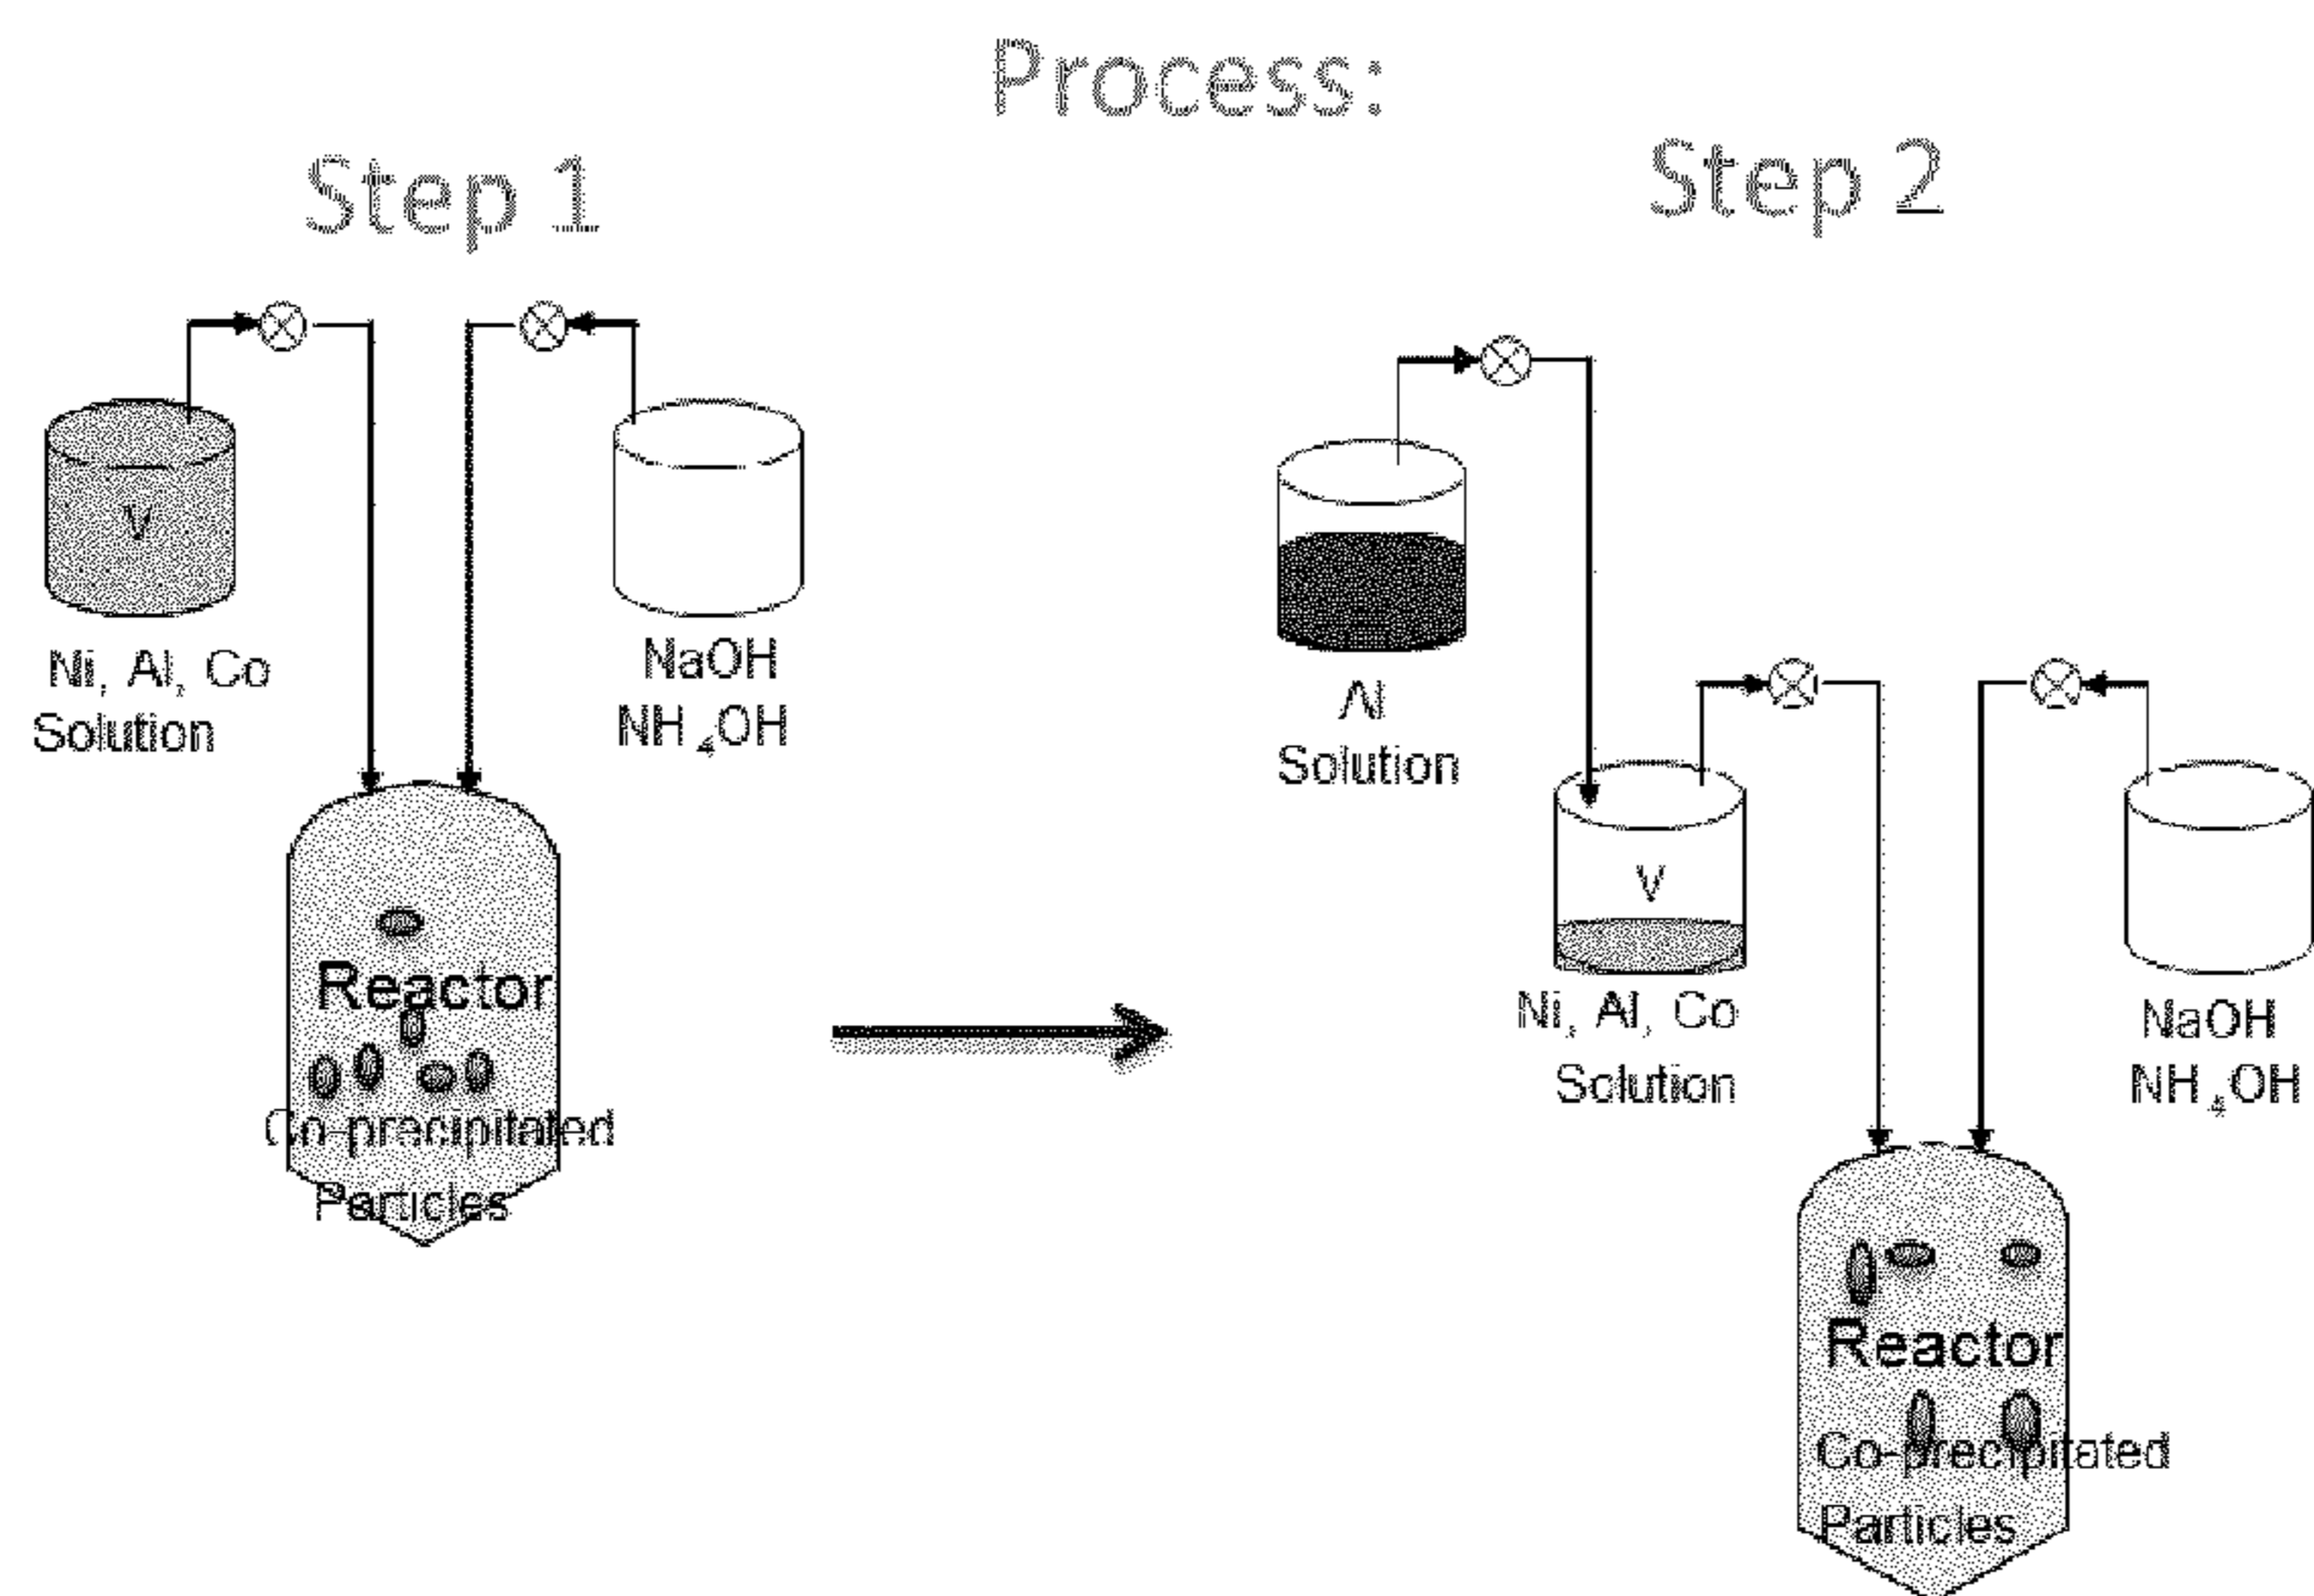 Process:
Step 1
Step 2
V
Ni, Al, Co
Solution
NaOH
NH4OH
Reactor
Co-precipitated
Particles
Al
Solution
V
Ni, Al, Co
Solution
NaOH
NH4OH
Reactor
Co-precipitated
Particles